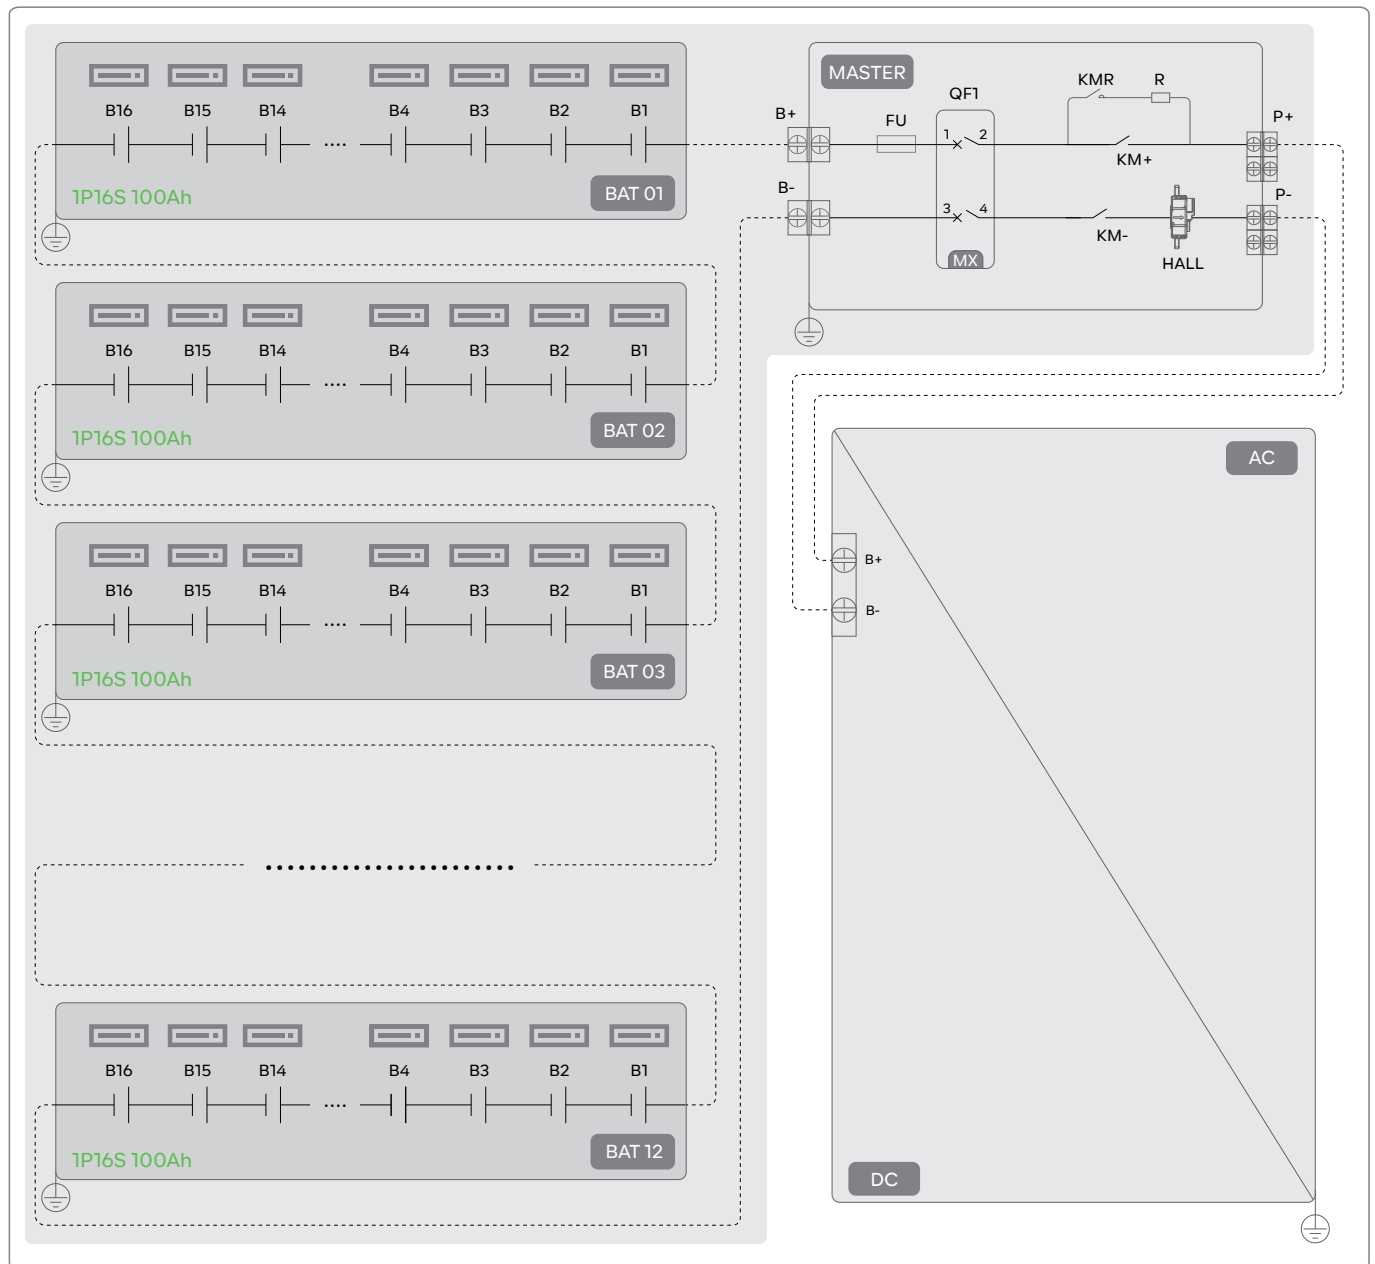 B16 B15 B14 B4 B3 B2 B1
1P16S 100Ah
BAT 01
B16 B15 B14 B4 B3 B2 B1
1P16S 100Ah
BAT 02
B16 B15 B14 B4 B3 B2 B1
1P16S 100Ah
BAT 03
B16 B15 B14 B4 B3 B2 B1
1P16S 100Ah
BAT 12
MASTER
KMR R
QF1
B+
FU
P+
1 2
KM+
B-
P-
3 4
KM-
MX
HALL
AC
B+
B-
DC